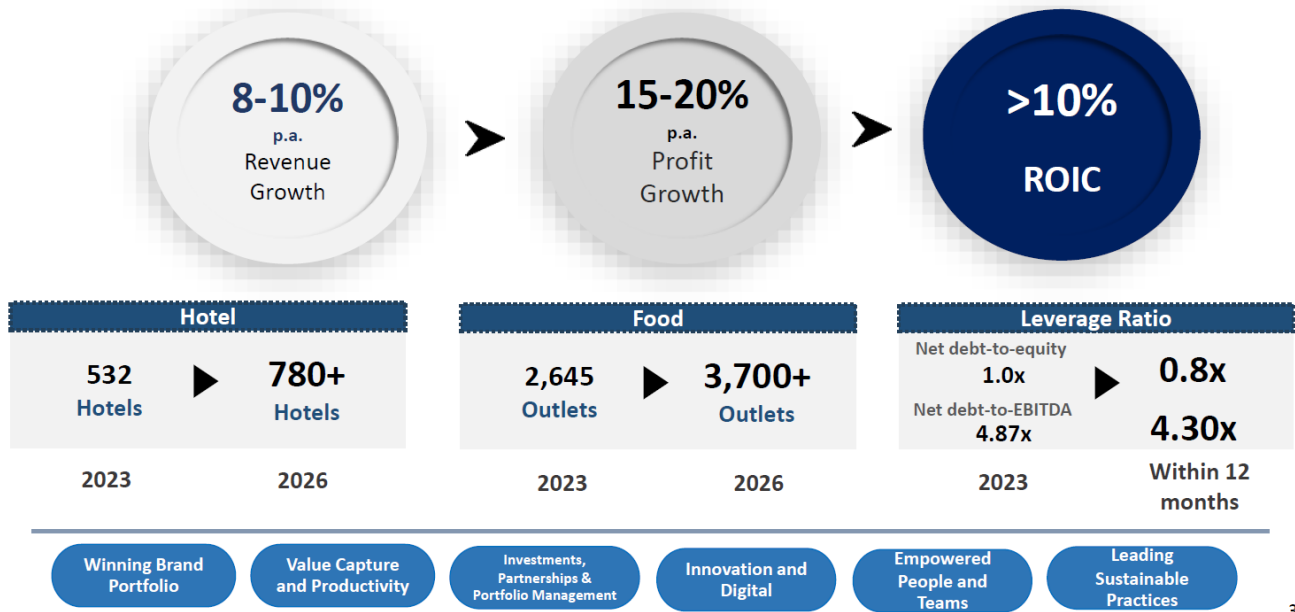 8-10%
p.a.
Revenue
Growth
15-20%
p.a.
Profit
Growth
>10%
ROIC
Hotel
532
Hotels
780+
Hotels
2023
2026
Food
2,645
Outlets
3,700+
Outlets
2023
2026
Leverage Ratio
Net debt-to-equity
1.0x
0.8x
Net debt-to-EBITDA
4.87x
4.30x
2023
Within 12
months
Winning Brand
Portfolio
Value Capture
and Productivity
Investments,
Partnerships &
Portfolio Management
Innovation and
Digital
Empowered
People and
Teams
Leading
Sustainable
Practices